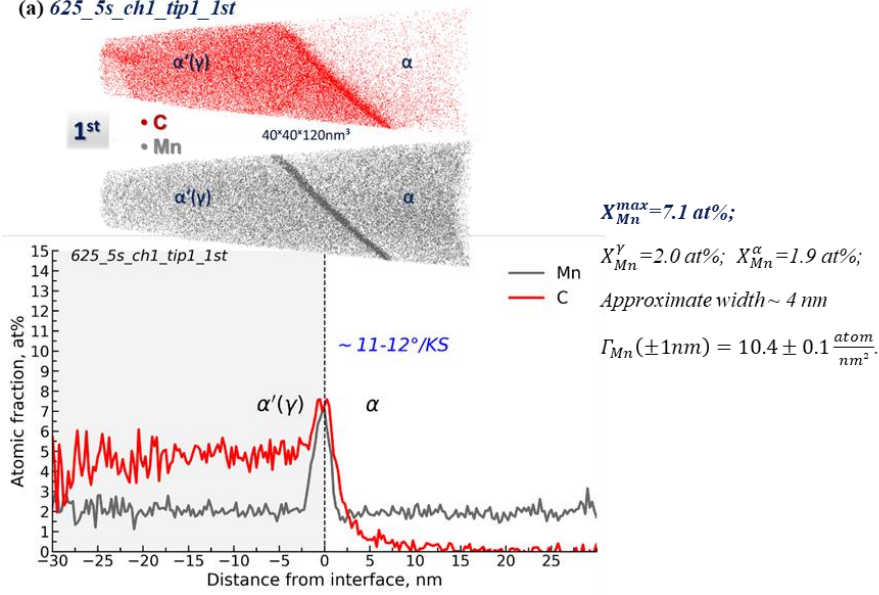 (a) 625_5s_ch1_tip1_1st
α′(γ)
α
1st
• C
• Mn
40×40×120nm³
α′(γ)
α
625_5s_ch1_tip1_1st
Mn
C
~ 11-12°/KS
α′(γ)
α
Atomic fraction, at%
15
14
13
12
11
10
9
8
7
6
5
4
3
2
1
0
−30 −25 −20 −15 −10 −5 0 5 10 15 20 25
Distance from interface, nm
X_Mn^max=7.1 at%;
X_Mn^γ=2.0 at%; X_Mn^α=1.9 at%;
Approximate width~ 4 nm
Γ_Mn(±1nm) = 10.4 ± 0.1 atom/nm².